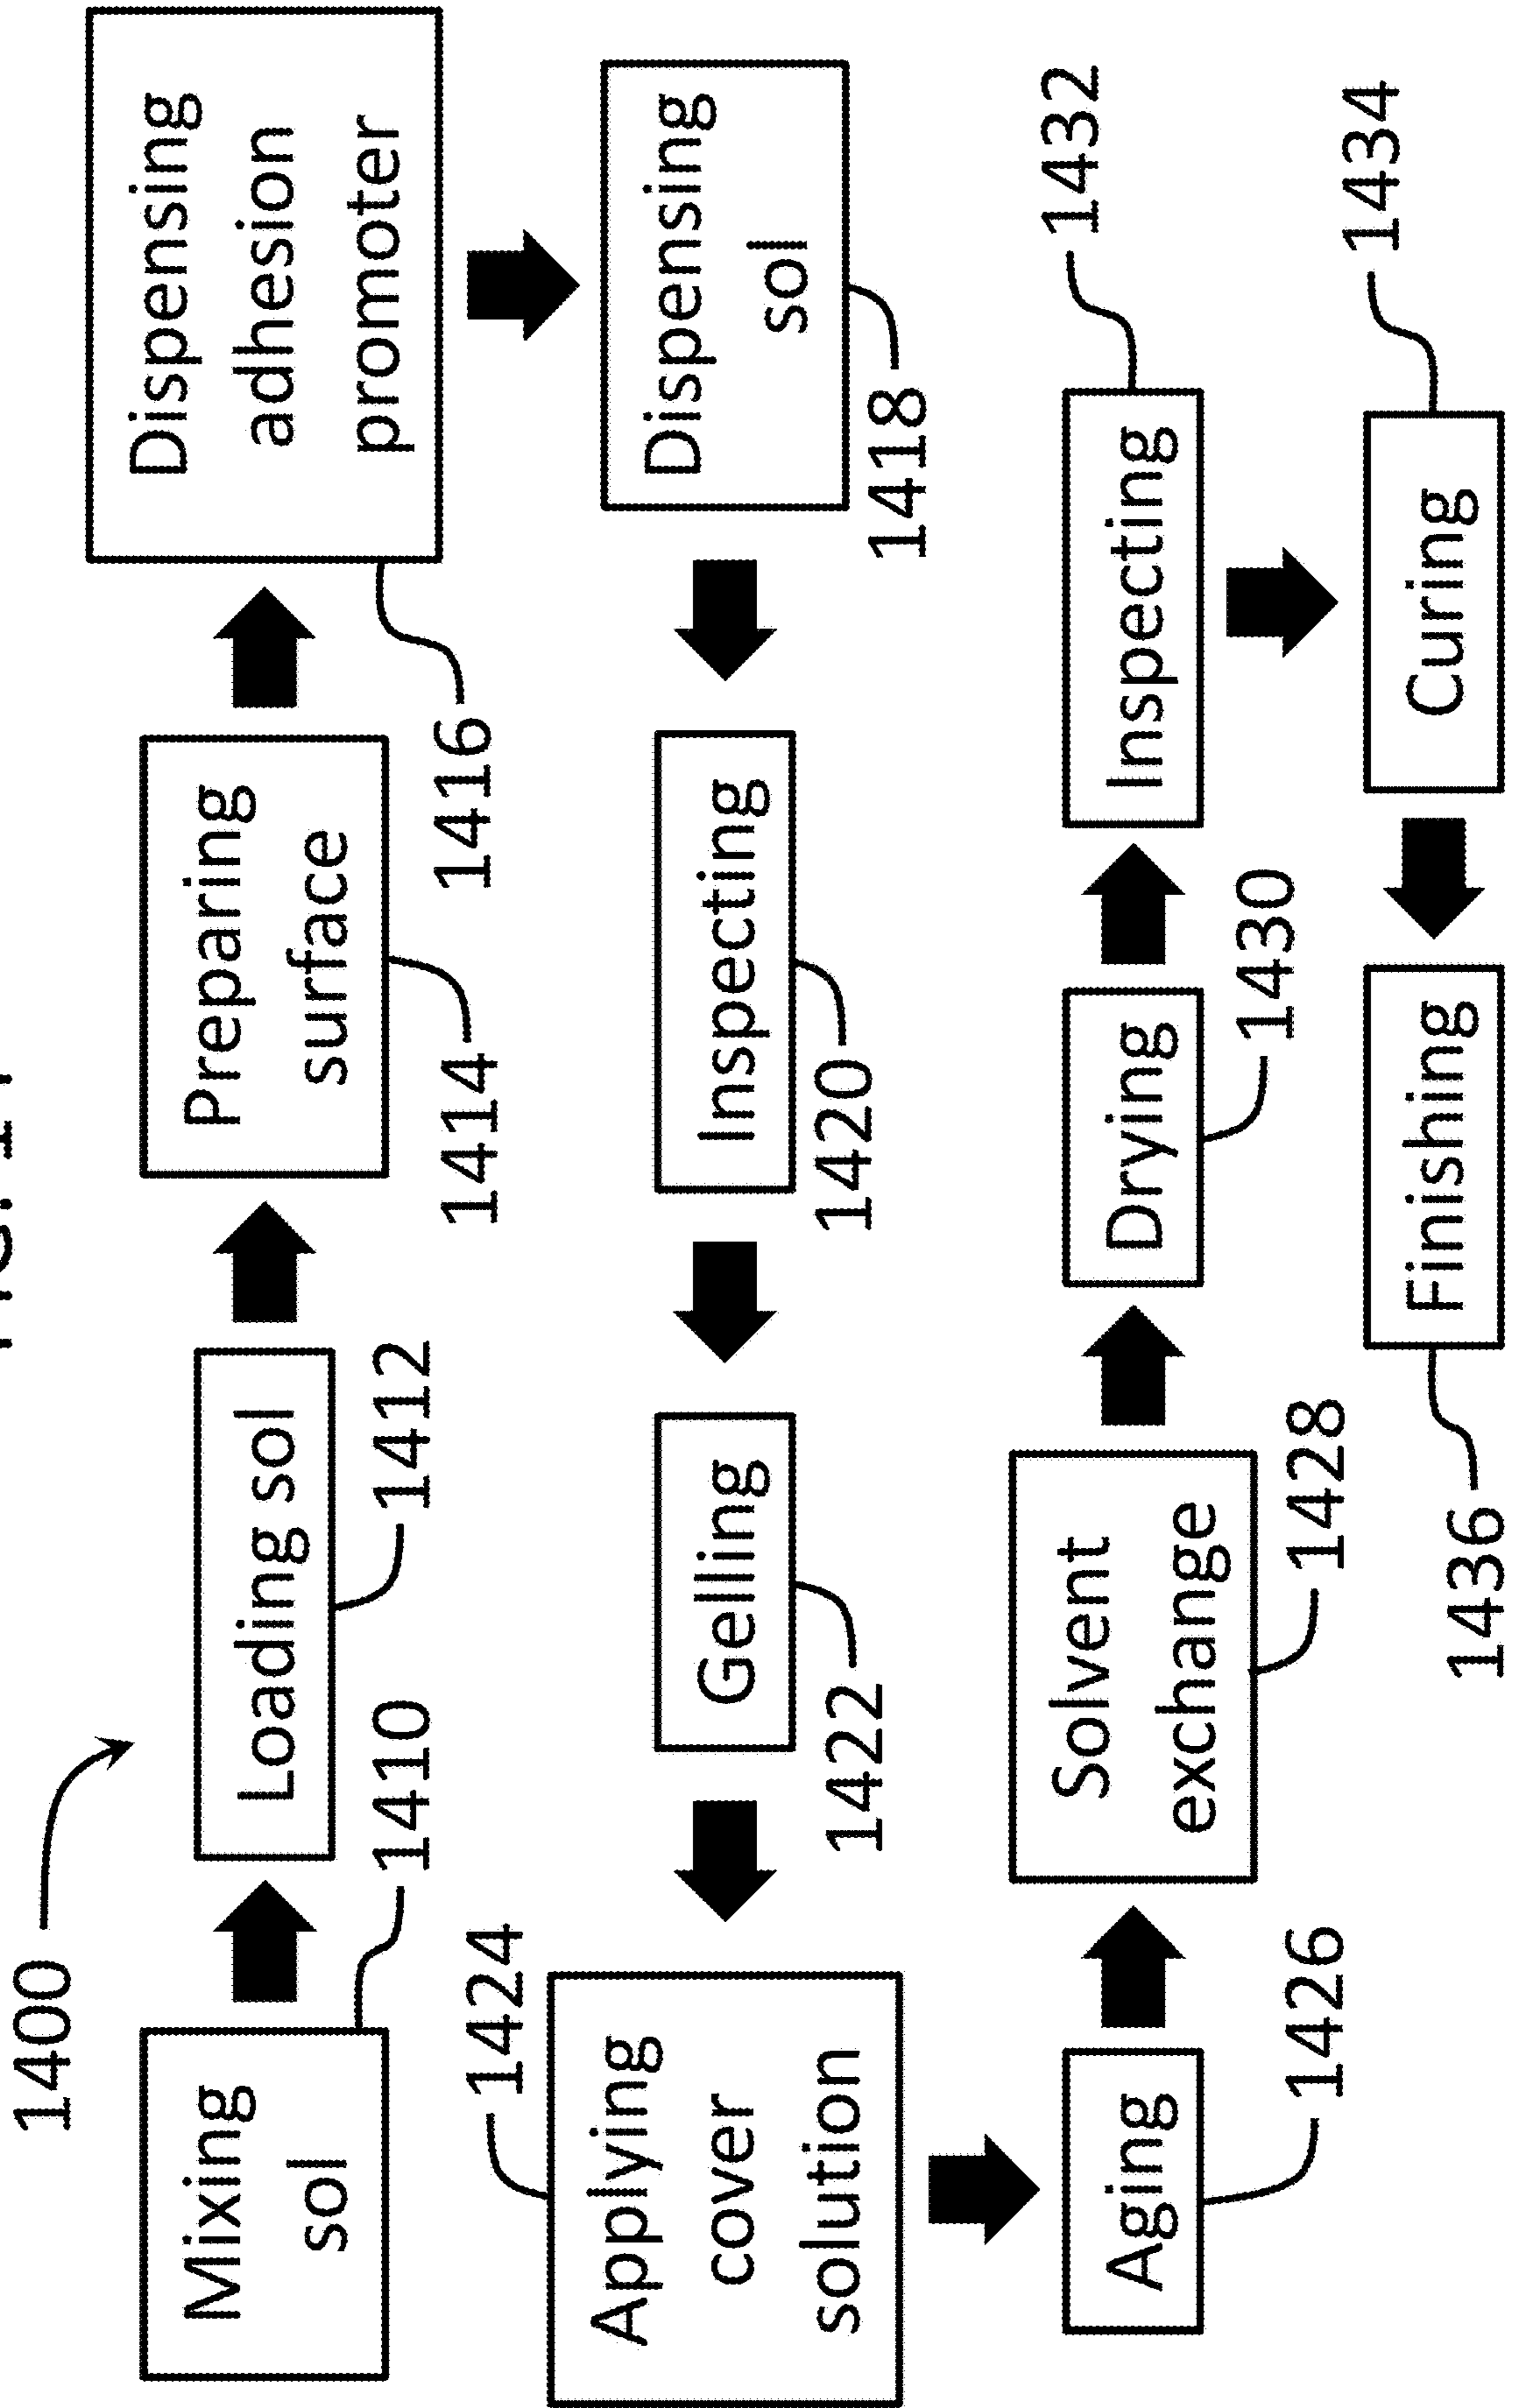 1400
Mixing
sol
1410
Loading sol
1412
Preparing
surface
1414
Dispensing
adhesion
promoter
1416
Dispensing
sol
1418
Inspecting
1420
Gelling
1422
Applying
cover
solution
1424
Aging
1426
Solvent
exchange
1428
Drying
1430
Inspecting
1432
Curing
1434
Finishing
1436